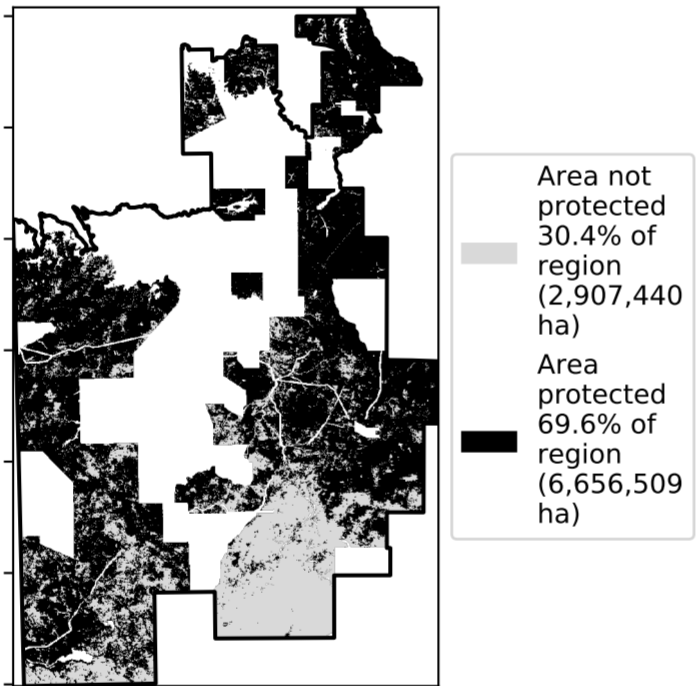 Area not
protected
30.4% of
region
(2,907,440
ha)
Area
protected
69.6% of
region
(6,656,509
ha)